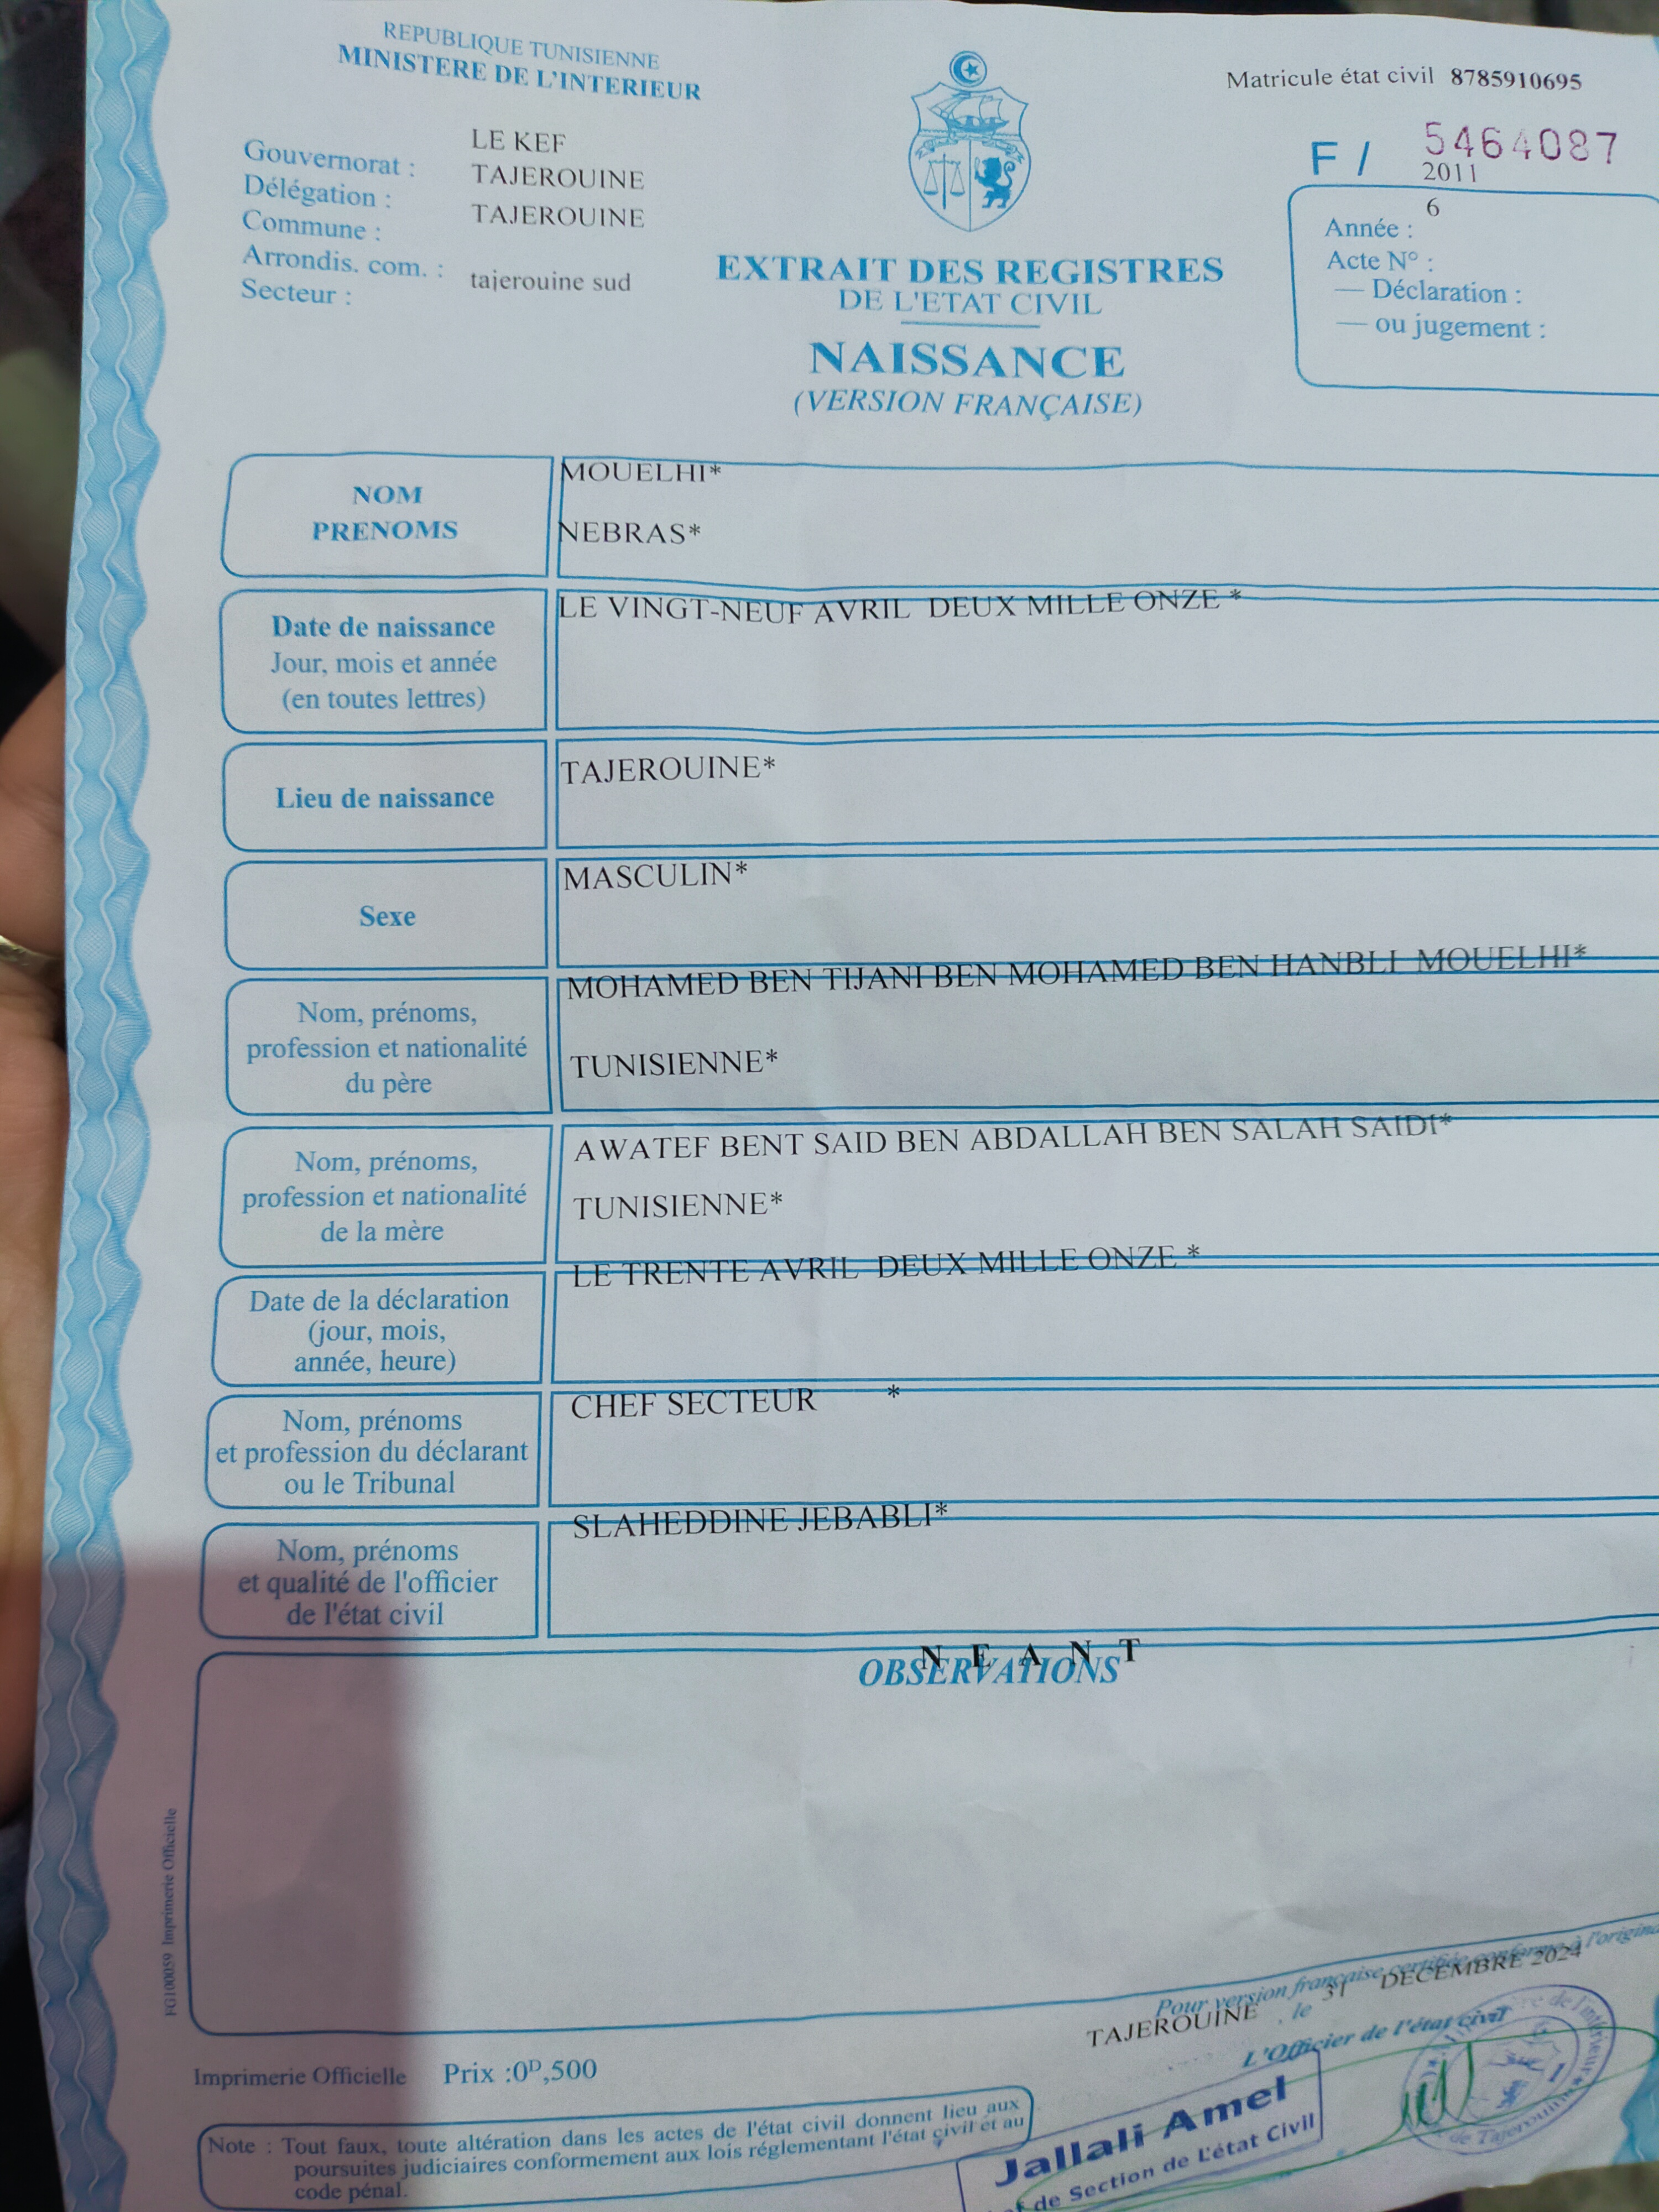 REPUBLIQUE TUNISIENNE
MINISTERE DE L'INTERIEUR
Matricule état civil 8785910695
F / 5464087
Gouvernorat : LE KEF
Délégation : TAJEROUINE
Commune : TAJEROUINE
Arrondis. com. :
Secteur : tajerouine sud
2011
6
Année :
Acte N° :
— Déclaration :
— ou jugement :
EXTRAIT DES REGISTRES
DE L'ETAT CIVIL
NAISSANCE
(VERSION FRANÇAISE)
NOM MOUELHI*
PRENOMS NEBRAS*
Date de naissance LE VINGT-NEUF AVRIL DEUX MILLE ONZE *
Jour, mois et année
(en toutes lettres)
Lieu de naissance TAJEROUINE*
Sexe MASCULIN*
MOHAMED BEN TIJANI BEN MOHAMED BEN HANBLI MOUELHI*
Nom, prénoms,
profession et nationalité TUNISIENNE*
du père
AWATEF BENT SAID BEN ABDALLAH BEN SALAH SAIDI*
Nom, prénoms,
profession et nationalité TUNISIENNE*
de la mère
LE TRENTE AVRIL DEUX MILLE ONZE *
Date de la déclaration
(jour, mois,
année, heure)
CHEF SECTEUR *
Nom, prénoms
et profession du déclarant
ou le Tribunal
SLAHEDDINE JEBABLI*
Nom, prénoms
et qualité de l'officier
de l'état civil
N E A N T
OBSERVATIONS
FG100059 Imprimerie Officielle
Pour version française certifiée conforme à l'origina
TAJEROUINE , le 31 DECEMBRE 2024
L'Officier de l'état civil
Imprimerie Officielle Prix :0D,500
Note : Tout faux, toute altération dans les actes de l'état civil donnent lieu aux
poursuites judiciaires conformement aux lois réglementant l'état civil et au
code pénal.
Jallali Amel
de Section de L'état Civil